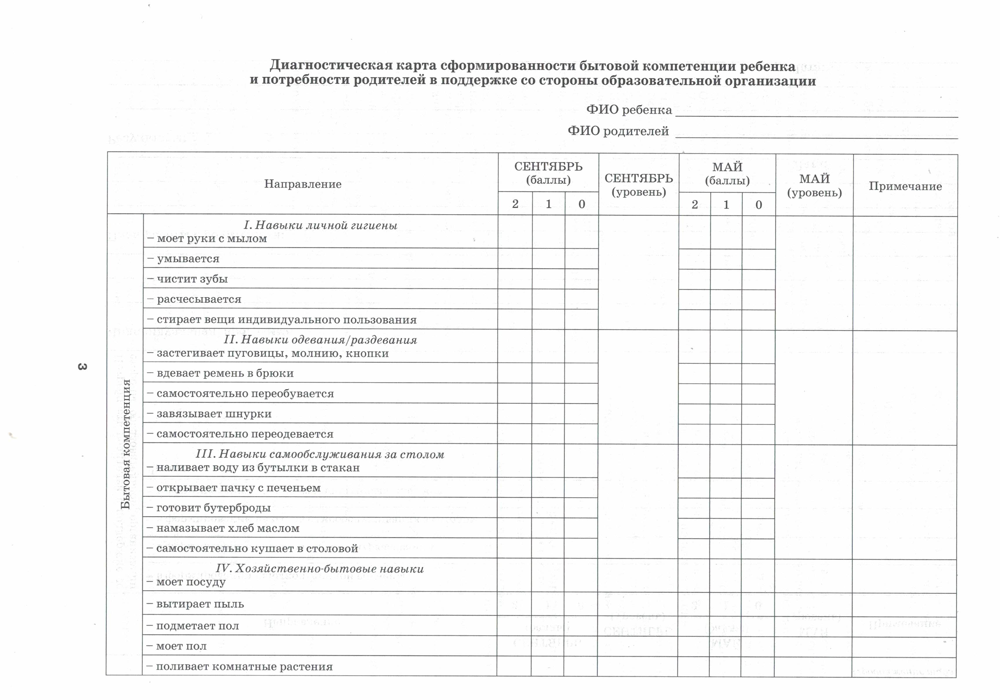 Диагностическая карта сформированности бытовой компетенции ребенка
и потребности родителей в поддержке со стороны образовательной организации
ФИО ребенка
ФИО родителей
Направление
СЕНТЯБРЬ
(баллы)
СЕНТЯБРЬ
(уровень)
МАЙ
(баллы)
МАЙ
(уровень)
Примечание
2 1 0
2 1 0
Бытовая компетенция
I. Навыки личной гигиены
– моет руки с мылом
– умывается
– чистит зубы
– расчесывается
– стирает вещи индивидуального пользования
II. Навыки одевания/раздевания
– застегивает пуговицы, молнию, кнопки
– вдевает ремень в брюки
– самостоятельно переобувается
– завязывает шнурки
– самостоятельно переодевается
III. Навыки самообслуживания за столом
– наливает воду из бутылки в стакан
– открывает пачку с печеньем
– готовит бутерброды
– намазывает хлеб маслом
– самостоятельно кушает в столовой
IV. Хозяйственно-бытовые навыки
– моет посуду
– вытирает пыль
– подметает пол
– моет пол
– поливает комнатные растения
3